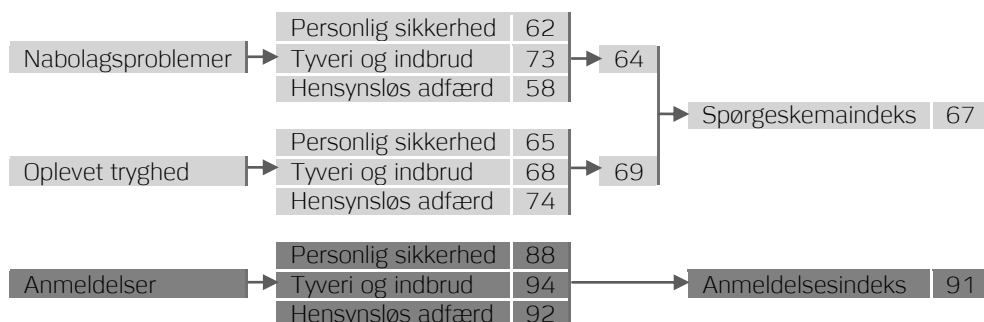 Personlig sikkerhed 62
Nabolagsproblemer Tyveri og indbrud 73 64
Hensynsløs adfærd 58
Spørgeskemaindeks 67
Personlig sikkerhed 65
Oplevet tryghed Tyveri og indbrud 68 69
Hensynsløs adfærd 74
Personlig sikkerhed 88
Anmeldelser Tyveri og indbrud 94 Anmeldelsesindeks 91
Hensynsløs adfærd 92